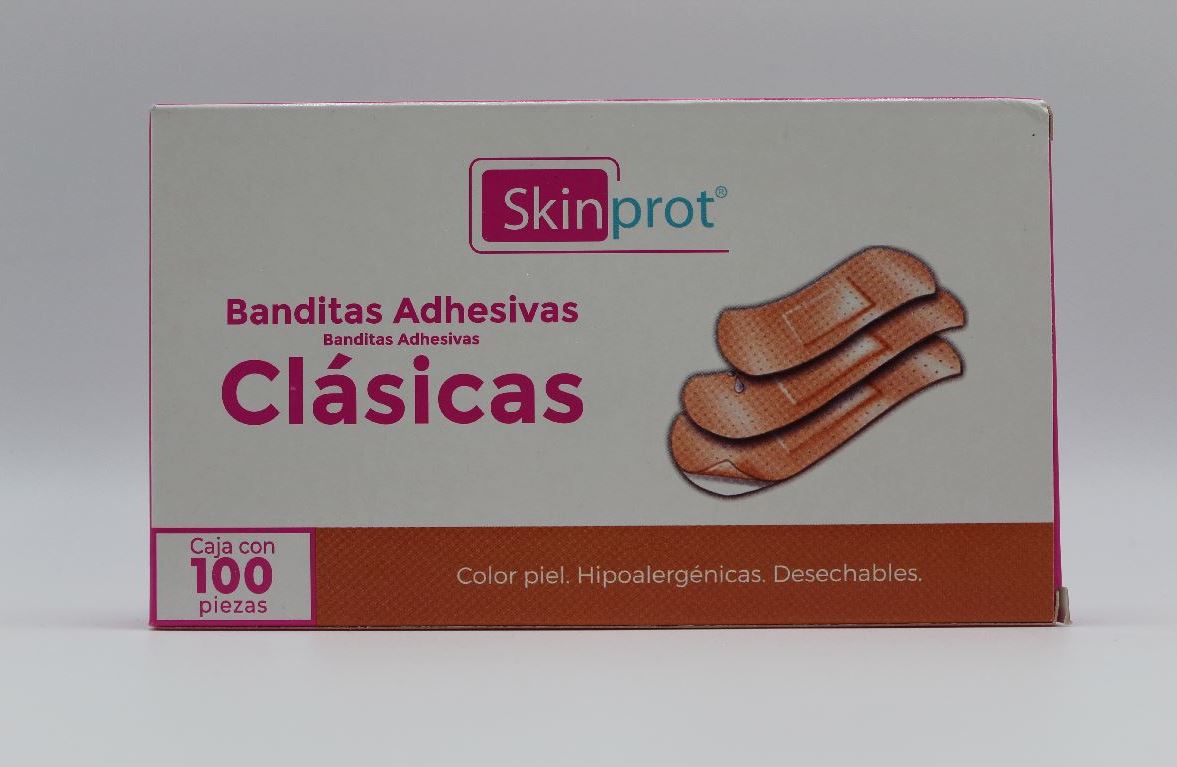 Skinprot®
Banditas Adhesivas
Banditas Adhesivas
Clásicas
Caja con
100
piezas
Color piel. Hipoalergénicas. Desechables.